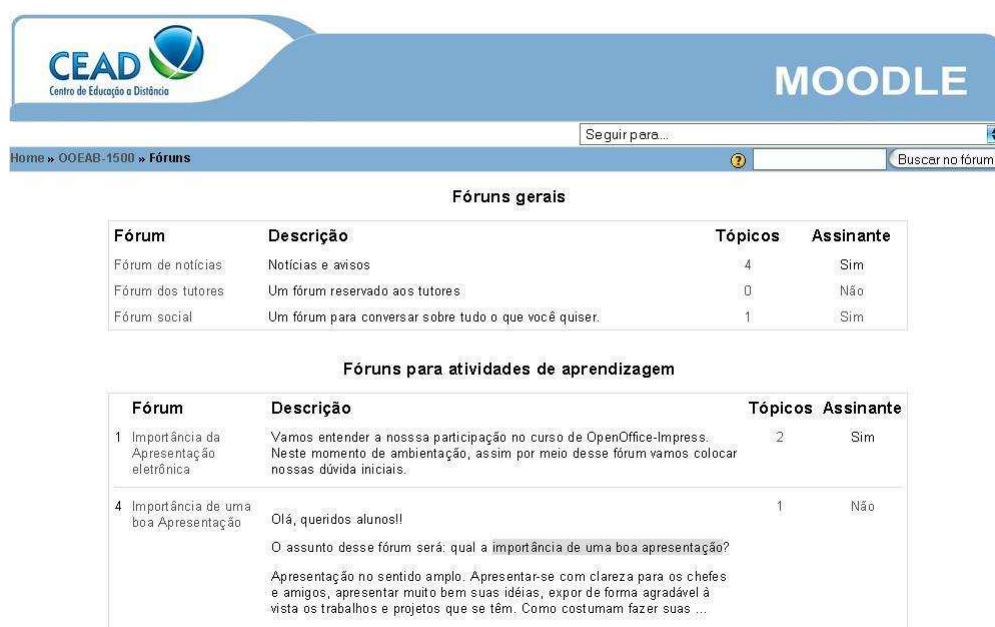 CEAD
Centro de Educação a Distância
MOODLE
Seguir para...
Home » OOEAB-1500 » Fóruns
?
Buscar no fórum
Fóruns gerais
Fórum Descrição Tópicos Assinante
Fórum de notícias Notícias e avisos 4 Sim
Fórum dos tutores Um fórum reservado aos tutores 0 Não
Fórum social Um fórum para conversar sobre tudo o que você quiser. 1 Sim
Fóruns para atividades de aprendizagem
Fórum Descrição Tópicos Assinante
1 Importância da Vamos entender a nosssa participação no curso de OpenOffice-Impress. 2 Sim
Apresentação Neste momento de ambientação, assim por meio desse fórum vamos colocar
eletrônica nossas dúvida iniciais.
4 Importância de uma 1 Não
boa Apresentação Olá, queridos alunos!!
O assunto desse fórum será: qual a importância de uma boa apresentação?
Apresentação no sentido amplo. Apresentar-se com clareza para os chefes
e amigos, apresentar muito bem suas idéias, expor de forma agradável à
vista os trabalhos e projetos que se têm. Como costumam fazer suas ...